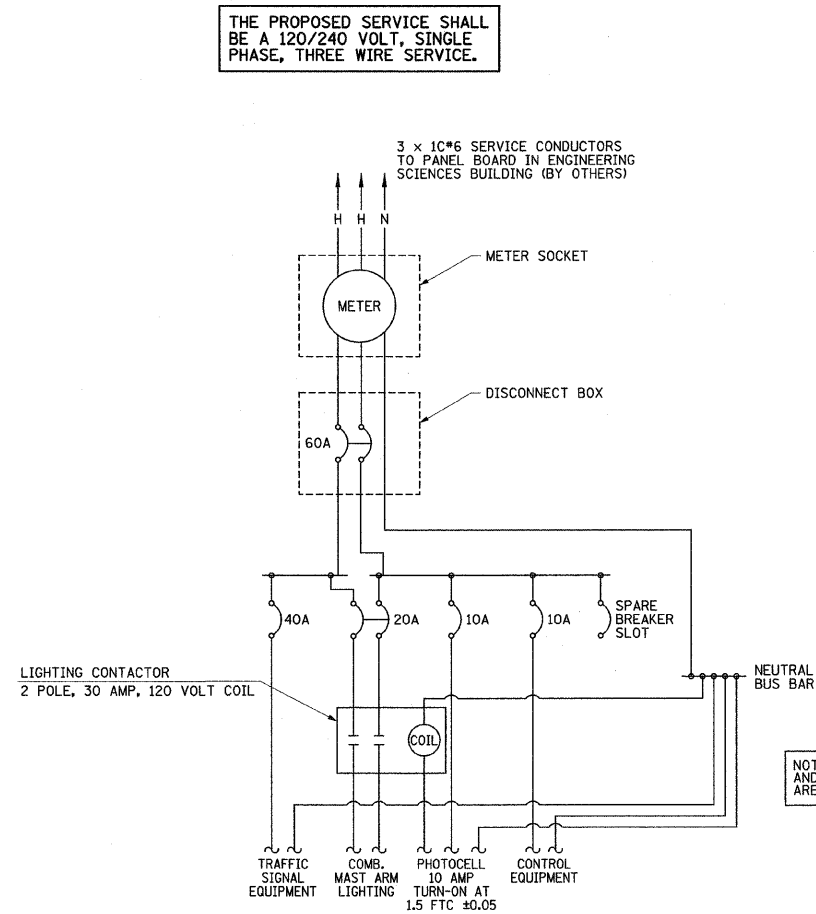 THE PROPOSED SERVICE SHALL
BE A 120/240 VOLT, SINGLE
PHASE, THREE WIRE SERVICE.
3 x 1C#6 SERVICE CONDUCTORS
TO PANEL BOARD IN ENGINEERING
SCIENCES BUILDING (BY OTHERS)
H H N
METER SOCKET
METER
DISCONNECT BOX
60A
40A
20A
10A
10A
SPARE
BREAKER
SLOT
LIGHTING CONTACTOR
2 POLE, 30 AMP, 120 VOLT COIL
NEUTRAL
BUS BAR
COIL
NOT
AND
ARE
TRAFFIC
SIGNAL
EQUIPMENT
COMB.
MAST ARM
LIGHTING
PHOTOCELL
10 AMP
TURN-ON AT
1.5 FTC ±0.05
CONTROL
EQUIPMENT